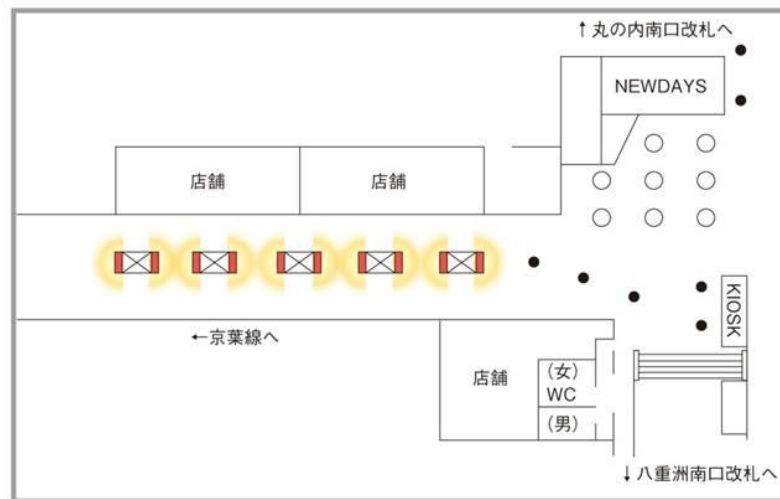 ↑丸の内南口改札へ
NEWDAYS
店舗
店舗
KIOSK
←京葉線へ
店舗
(女)
WC
(男)
↓八重洲南口改札へ